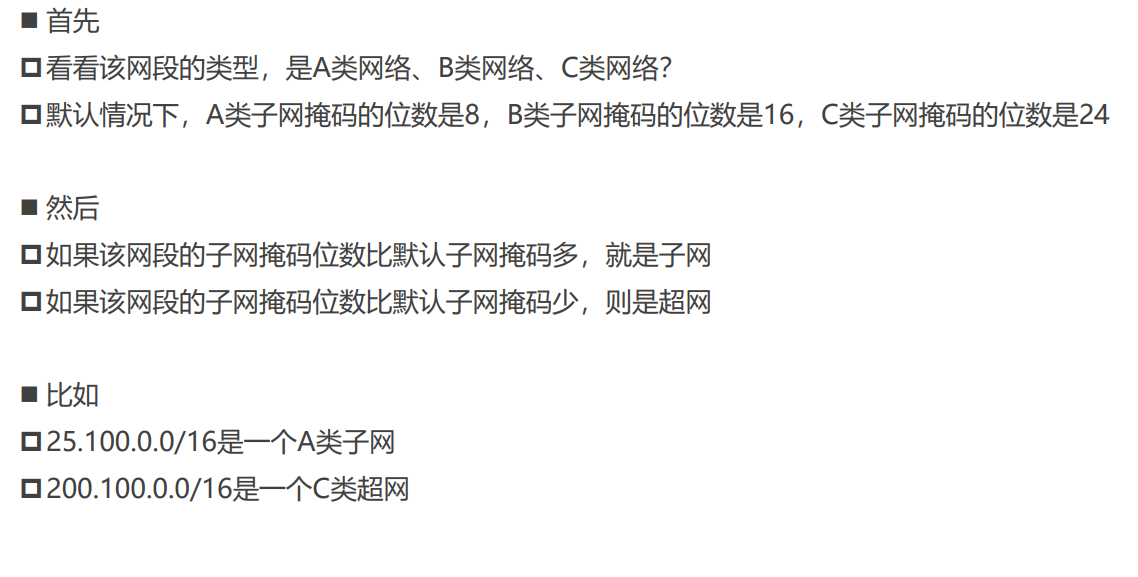 ■ 首先
□ 看看该网段的类型，是A类网络、B类网络、C类网络？
□ 默认情况下，A类子网掩码的位数是8，B类子网掩码的位数是16，C类子网掩码的位数是24
■ 然后
□ 如果该网段的子网掩码位数比默认子网掩码多，就是子网
□ 如果该网段的子网掩码位数比默认子网掩码少，则是超网
■ 比如
□ 25.100.0.0/16是一个A类子网
□ 200.100.0.0/16是一个C类超网